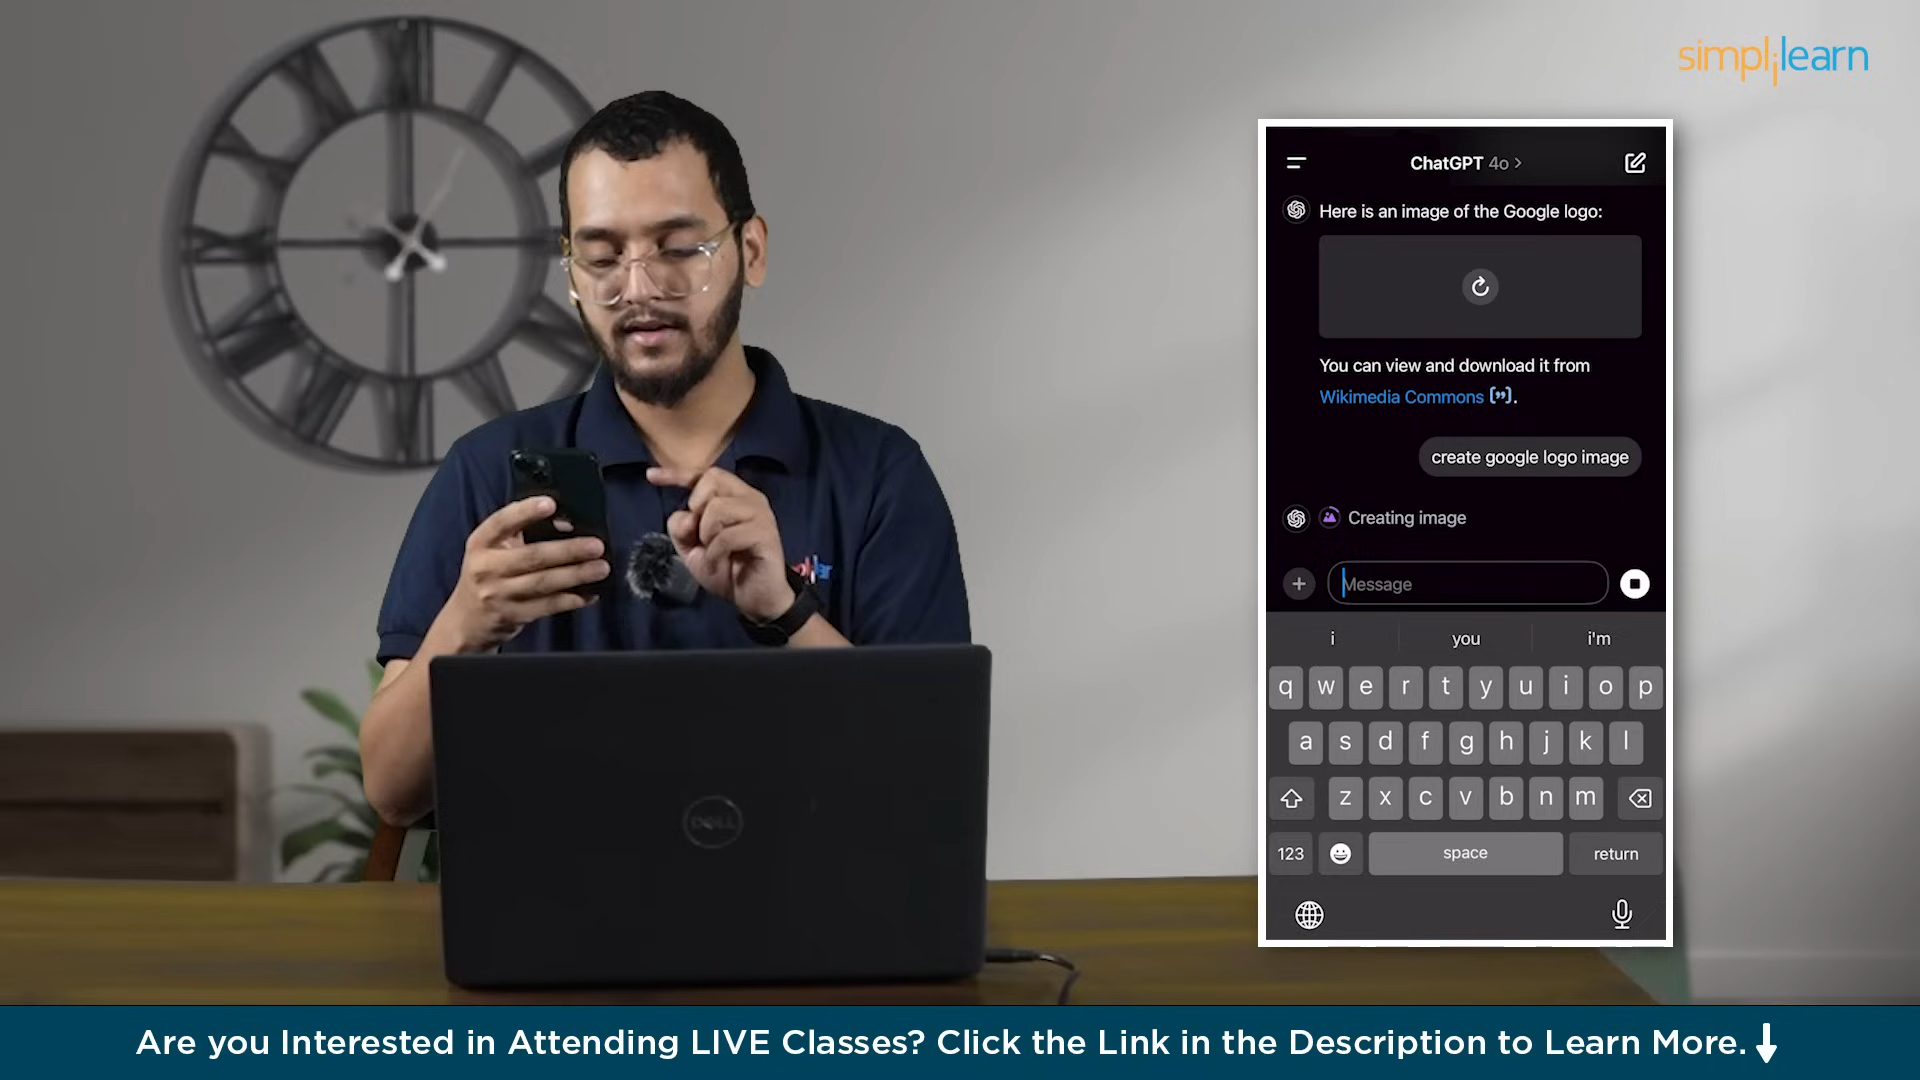 simplilearn
ChatGPT 4o >
Here is an image of the Google logo:
You can view and download it from
Wikimedia Commons ["].
create google logo image
Creating image
Message
i you i'm
q w e r t y u i o p
a s d f g h j k l
z x c v b n m
123 space return
DELL
Are you Interested in Attending LIVE Classes? Click the Link in the Description to Learn More.